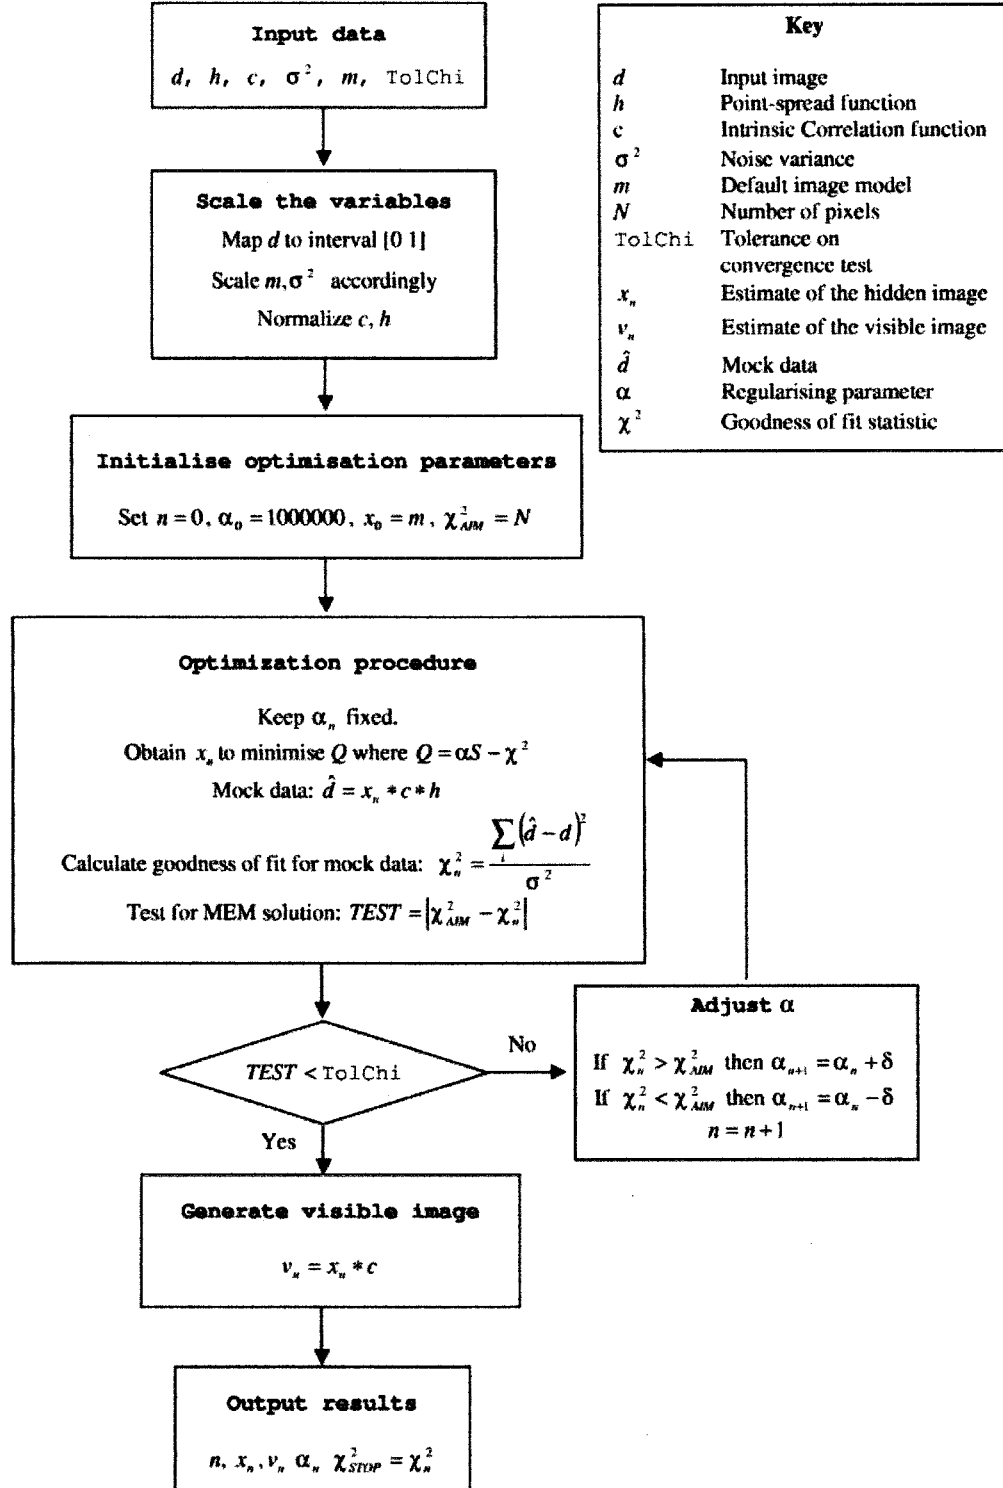 Input data
d, h, c, σ², m, TolChi
Scale the variables
Map d to interval [0 1]
Scale m,σ² accordingly
Normalize c, h
Initialise optimisation parameters
Set n=0, α₀=1000000, x₀=m, χ²_AIM=N
Optimization procedure
Keep αₙ fixed.
Obtain xₙ to minimise Q where Q=αS−χ²
Mock data: d̂=xₙ*c*h
Calculate goodness of fit for mock data: χ²ₙ=∑ᵢ(d̂−d)²/σ²
Test for MEM solution: TEST=|χ²_AIM−χ²ₙ|
TEST<TolChi
No
Yes
Adjust α
If χ²ₙ>χ²_AIM then αₙ₊₁=αₙ+δ
If χ²ₙ<χ²_AIM then αₙ₊₁=αₙ−δ
n=n+1
Generate visible image
vₙ=xₙ*c
Output results
n, xₙ,vₙ αₙ χ²_STOP=χ²ₙ
Key
d Input image
h Point-spread function
c Intrinsic Correlation function
σ² Noise variance
m Default image model
N Number of pixels
TolChi Tolerance on
convergence test
xₙ Estimate of the hidden image
vₙ Estimate of the visible image
d̂ Mock data
α Regularising parameter
χ² Goodness of fit statistic